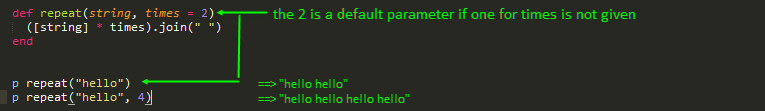 def repeat(string, times = 2) the 2 is a default parameter if one for times is not given
([string] * times).join(" ")
end
p repeat("hello") ==> "hello hello"
p repeat("hello", 4) ==> "hello hello hello hello"